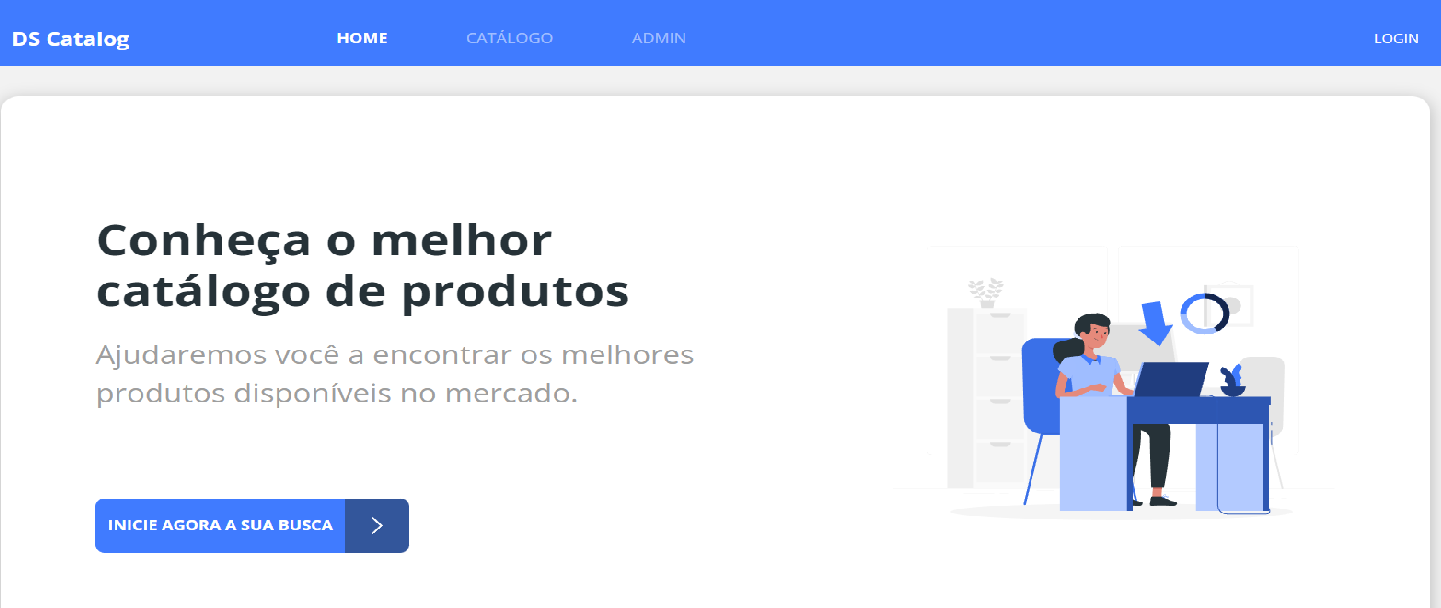 DS Catalog
HOME
CATÁLOGO
ADMIN
LOGIN
Conheça o melhor
catálogo de produtos
Ajudaremos você a encontrar os melhores
produtos disponíveis no mercado.
INICIE AGORA A SUA BUSCA